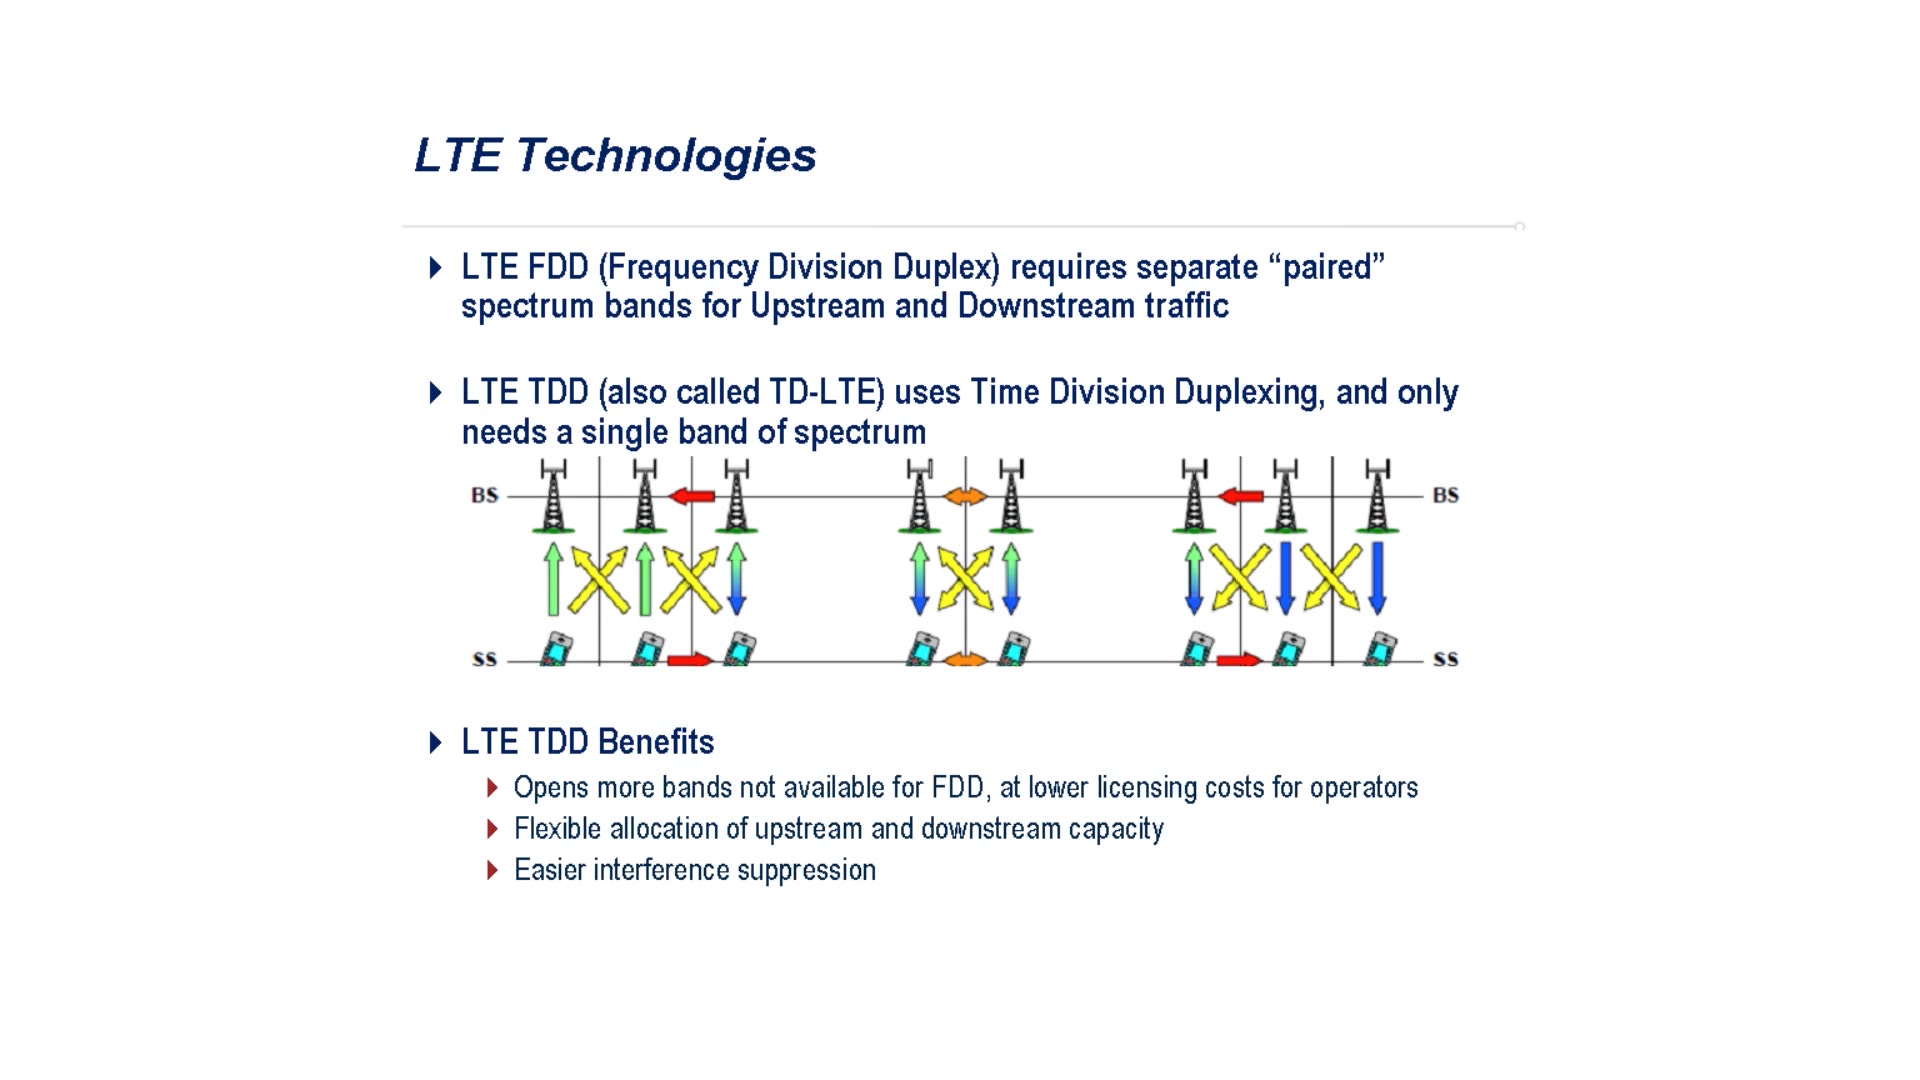 LTE Technologies
LTE FDD (Frequency Division Duplex) requires separate “paired”
spectrum bands for Upstream and Downstream traffic
LTE TDD (also called TD-LTE) uses Time Division Duplexing, and only
needs a single band of spectrum
BS BS
SS SS
LTE TDD Benefits
Opens more bands not available for FDD, at lower licensing costs for operators
Flexible allocation of upstream and downstream capacity
Easier interference suppression